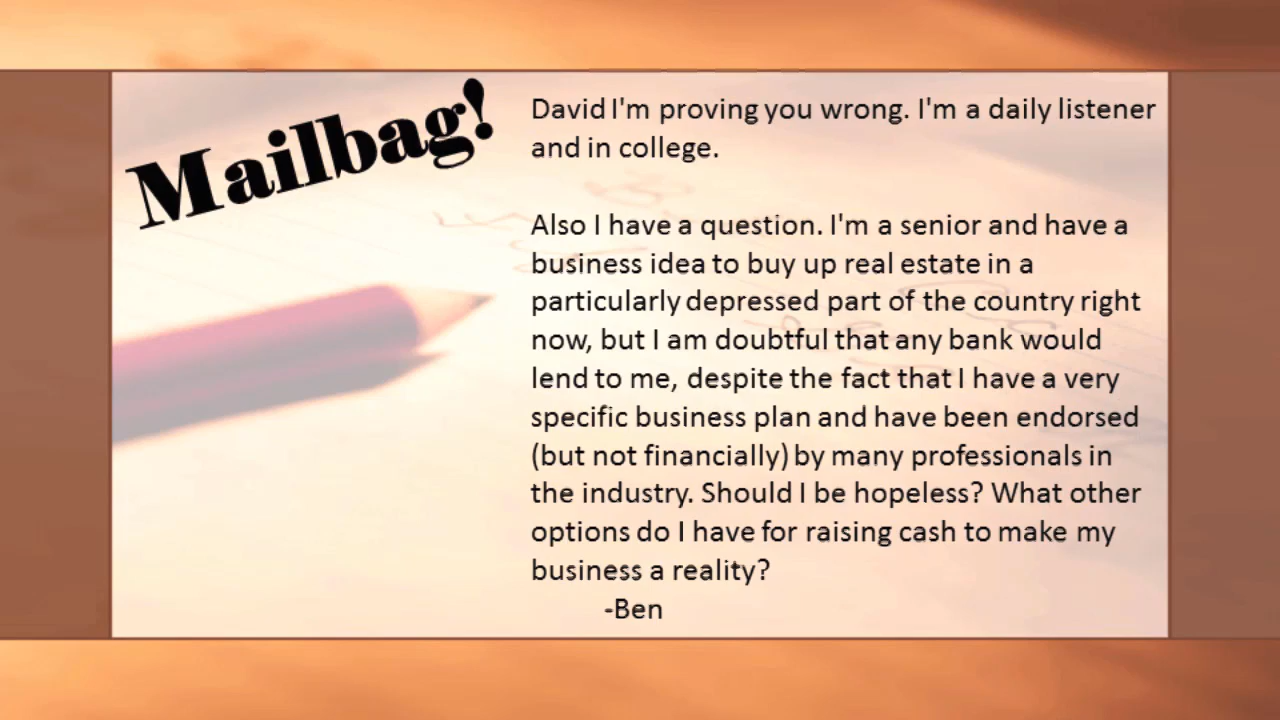 Mailbag!
David I'm proving you wrong. I'm a daily listener
and in college.
Also I have a question. I'm a senior and have a
business idea to buy up real estate in a
particularly depressed part of the country right
now, but I am doubtful that any bank would
lend to me, despite the fact that I have a very
specific business plan and have been endorsed
(but not financially) by many professionals in
the industry. Should I be hopeless? What other
options do I have for raising cash to make my
business a reality?
-Ben